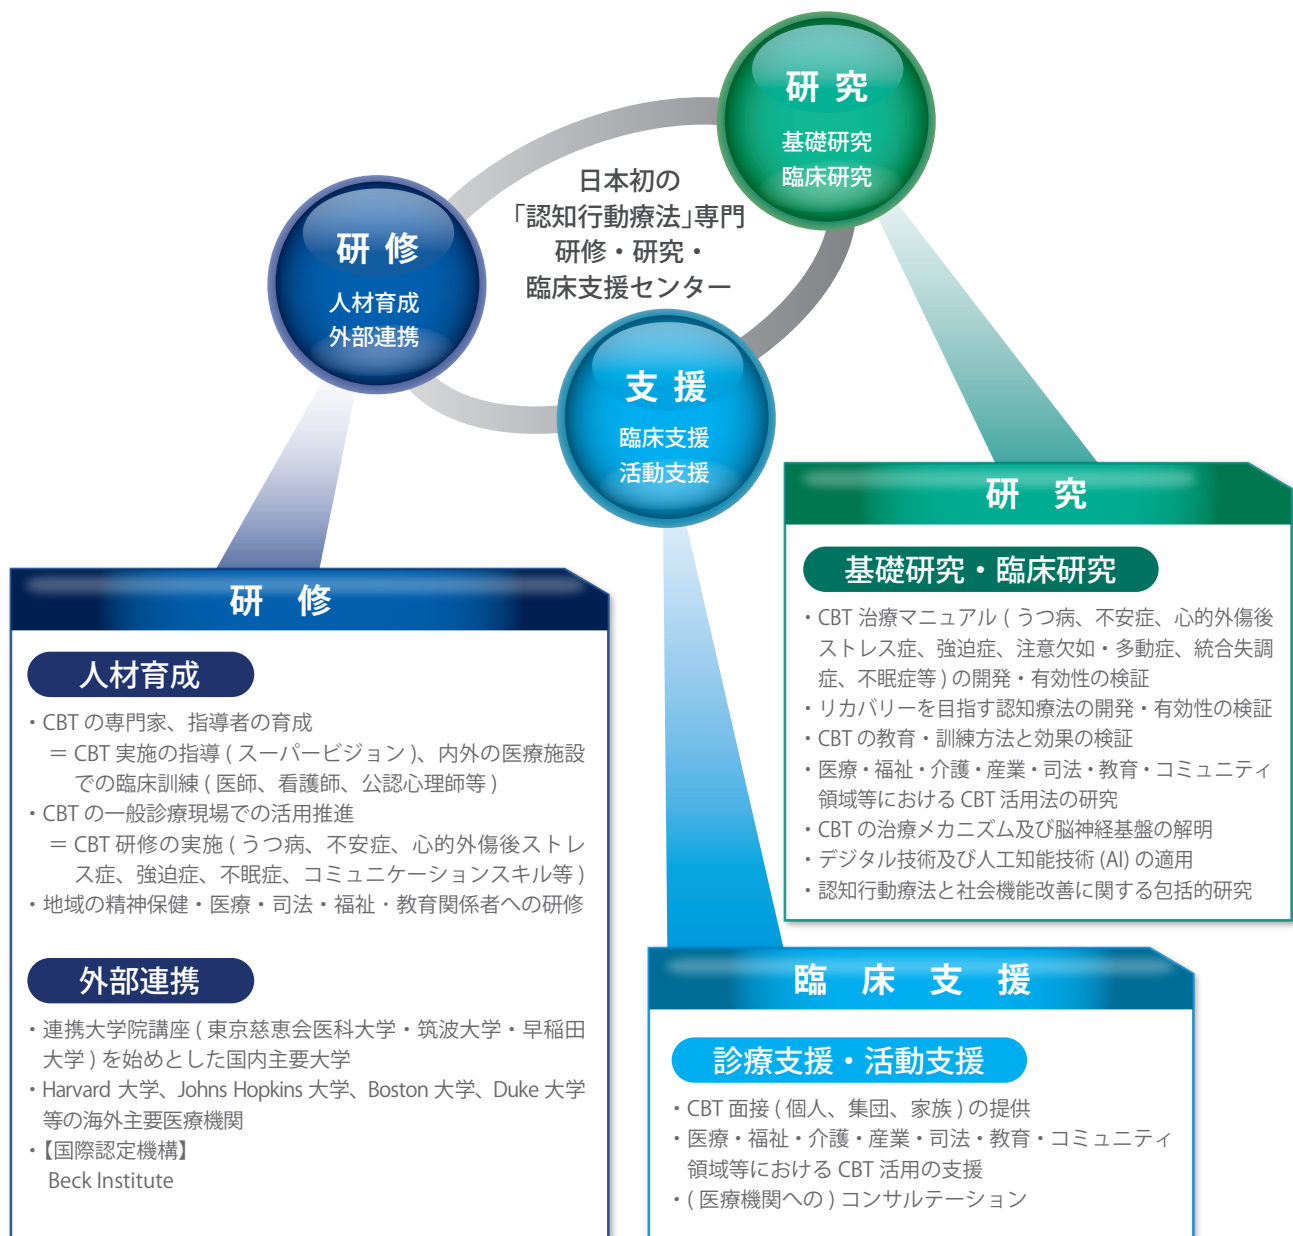 研 究
基礎研究
臨床研究
日本初の
「認知行動療法」専門
研修・研究・
臨床支援センター
研 修
人材育成
外部連携
支 援
臨床支援
活動支援
研 修
人材育成
・CBT の専門家、指導者の育成
＝ CBT 実施の指導 ( スーパービジョン )、内外の医療施設
での臨床訓練 ( 医師、看護師、公認心理師等 )
・CBT の一般診療現場での活用推進
＝ CBT 研修の実施 ( うつ病、不安症、心的外傷後ストレ
ス症、強迫症、不眠症、コミュニケーションスキル等 )
・地域の精神保健・医療・司法・福祉・教育関係者への研修
外部連携
・連携大学院講座 ( 東京慈恵会医科大学・筑波大学・早稲田
大学 ) を始めとした国内主要大学
・Harvard 大学、Johns Hopkins 大学、Boston 大学、Duke 大学
等の海外主要医療機関
・【国際認定機構】
Beck Institute
研 究
基礎研究・臨床研究
・CBT 治療マニュアル ( うつ病、不安症、心的外傷後
ストレス症、強迫症、注意欠如・多動症、統合失調
症、不眠症等 ) の開発・有効性の検証
・リカバリーを目指す認知療法の開発・有効性の検証
・CBT の教育・訓練方法と効果の検証
・医療・福祉・介護・産業・司法・教育・コミュニティ
領域等における CBT 活用法の研究
・CBT の治療メカニズム及び脳神経基盤の解明
・デジタル技術及び人工知能技術 (AI) の適用
・認知行動療法と社会機能改善に関する包括的研究
臨 床 支 援
診療支援・活動支援
・CBT 面接 ( 個人、集団、家族 ) の提供
・医療・福祉・介護・産業・司法・教育・コミュニティ
領域等における CBT 活用の支援
・( 医療機関への ) コンサルテーション